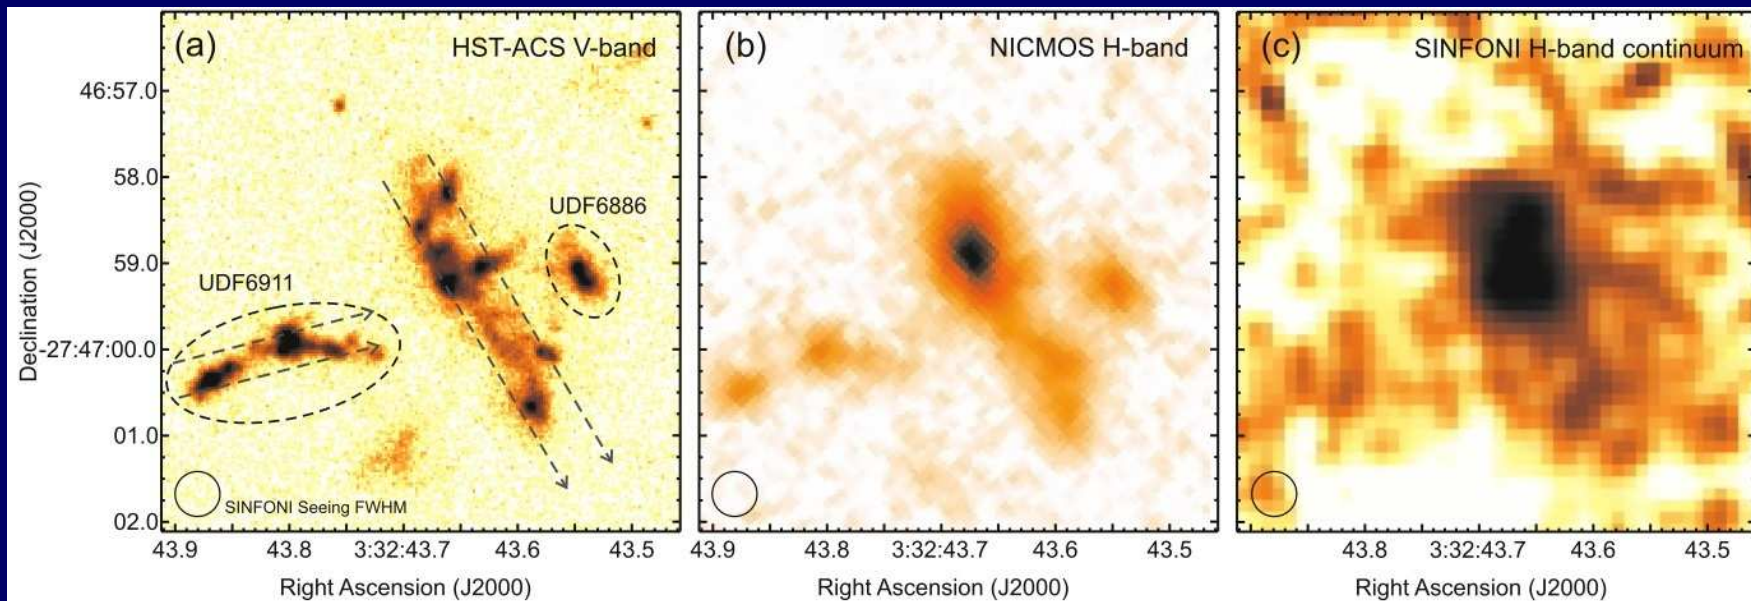 (a) HST-ACS V-band
(b) NICMOS H-band
(c) SINFONI H-band continuum
46:57.0
58.0
59.0
-27:47:00.0
01.0
02.0
Declination (J2000)
UDF6886
UDF6911
SINFONI Seeing FWHM
43.9 43.8 3:32:43.7 43.6 43.5
43.9 43.8 3:32:43.7 43.6 43.5
43.8 3:32:43.7 43.6 43.5
Right Ascension (J2000)
Right Ascension (J2000)
Right Ascension (J2000)